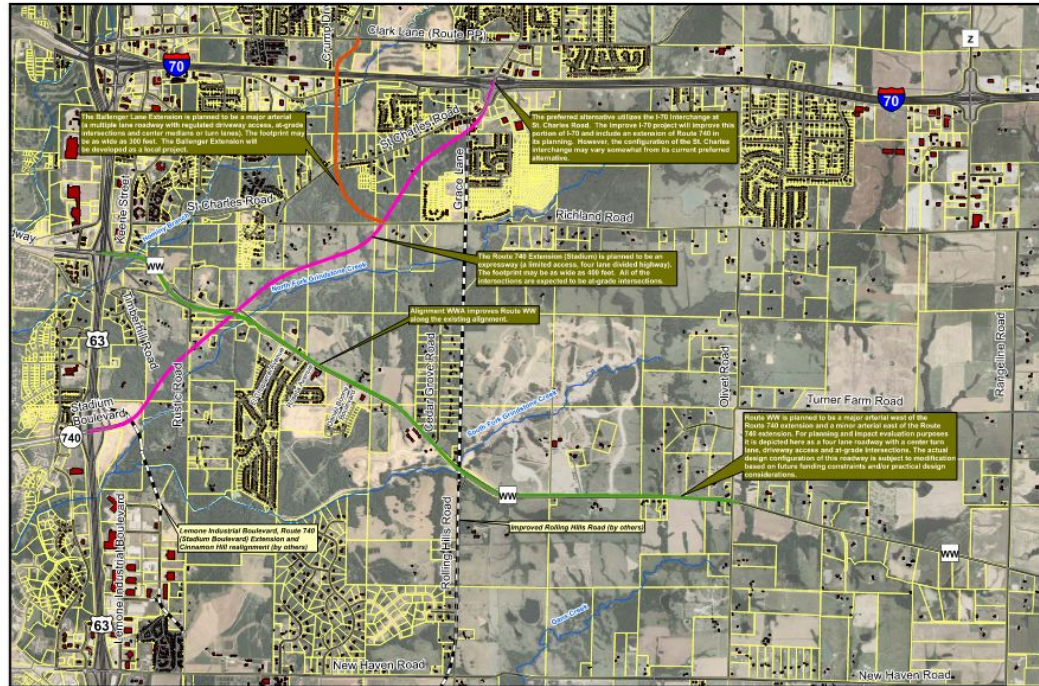 Clark Lane (Route PP)
Z
70
70
The Ballenger Lane Extension is planned to be a major arterial
is multiple lane roadway with regulated driveway access, at-grade
intersections and center medians or turn lanes). The footprint may
be as wide as 300 feet. The Ballenger Extension will
be developed as a local project.
The preferred alternative utilizes the I-70 Interchange at
St. Charles Road. The Improve I-70 project will improve this
portion of I-70 and include an extension of Route 740 in
its planning. However, the configuration of the St. Charles
interchange may vary somewhat from its current preferred
alternative.
St Charles Road
Grace Lane
Keene Street
St Charles Road
Richland Road
Hominy Branch
way
WW
The Route 740 Extension (Stadium) is planned to be an
expressway (a limited access, four lane divided highway).
The footprint may be as wide as 400 feet. All of the
intersections are expected to be at-grade intersections.
North Fork Grindstone Creek
Alignment WWA improves Route WW
along the existing alignment.
63
Timberhill Road
Rustic Road
Cedar Grove Road
Olivet Road
Rangeline Road
Turner Farm Road
Stadium
Boulevard
740
South Fork Grindstone Creek
Route WW is planned to be a major arterial west of the
Route 740 extension and a minor arterial east of the Route
740 extension. For planning and impact evaluation purposes
it is depicted here as a four lane roadway with a center turn
lane, driveway access and at-grade intersections. The actual
design configuration of this roadway is subject to modification
based on future funding constraints and/or practical design
considerations.
WW
Lemone Industrial Boulevard, Route 740
(Stadium Boulevard) Extension and
Cinnamon Hill realignment (by others)
Improved Rolling Hills Road (by others)
Lemone Industrial Boulevard
Rolling Hills Road
WW
63
Gans Creek
New Haven Road
New Haven Road